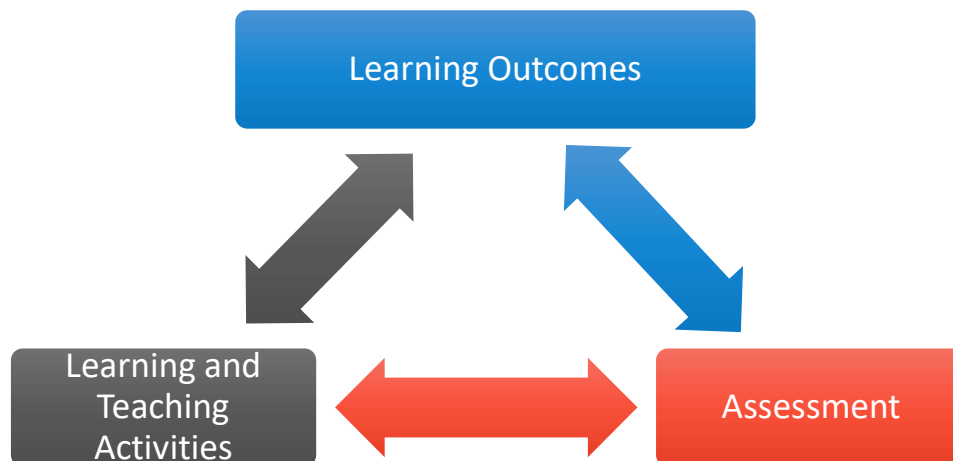 Learning Outcomes
Learning and
Teaching
Activities
Assessment